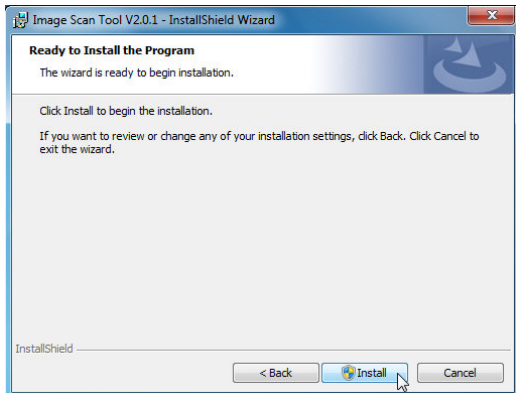 Image Scan Tool V2.0.1 - InstallShield Wizard
Ready to Install the Program
The wizard is ready to begin installation.
Click Install to begin the installation.
If you want to review or change any of your installation settings, click Back. Click Cancel to
exit the wizard.
InstallShield
< Back Install Cancel